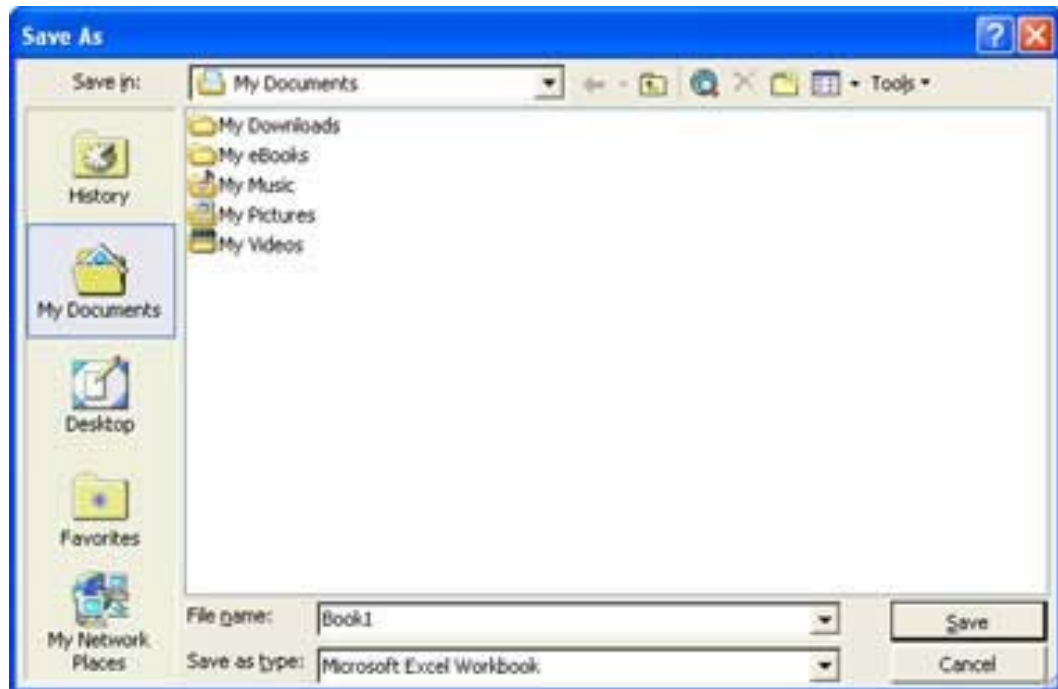 Save As
Save in:
My Documents
Tools
History
My Documents
Desktop
Favorites
My Network
Places
My Downloads
My eBooks
My Music
My Pictures
My Videos
File name:
Book1
Save
Save as type:
Microsoft Excel Workbook
Cancel